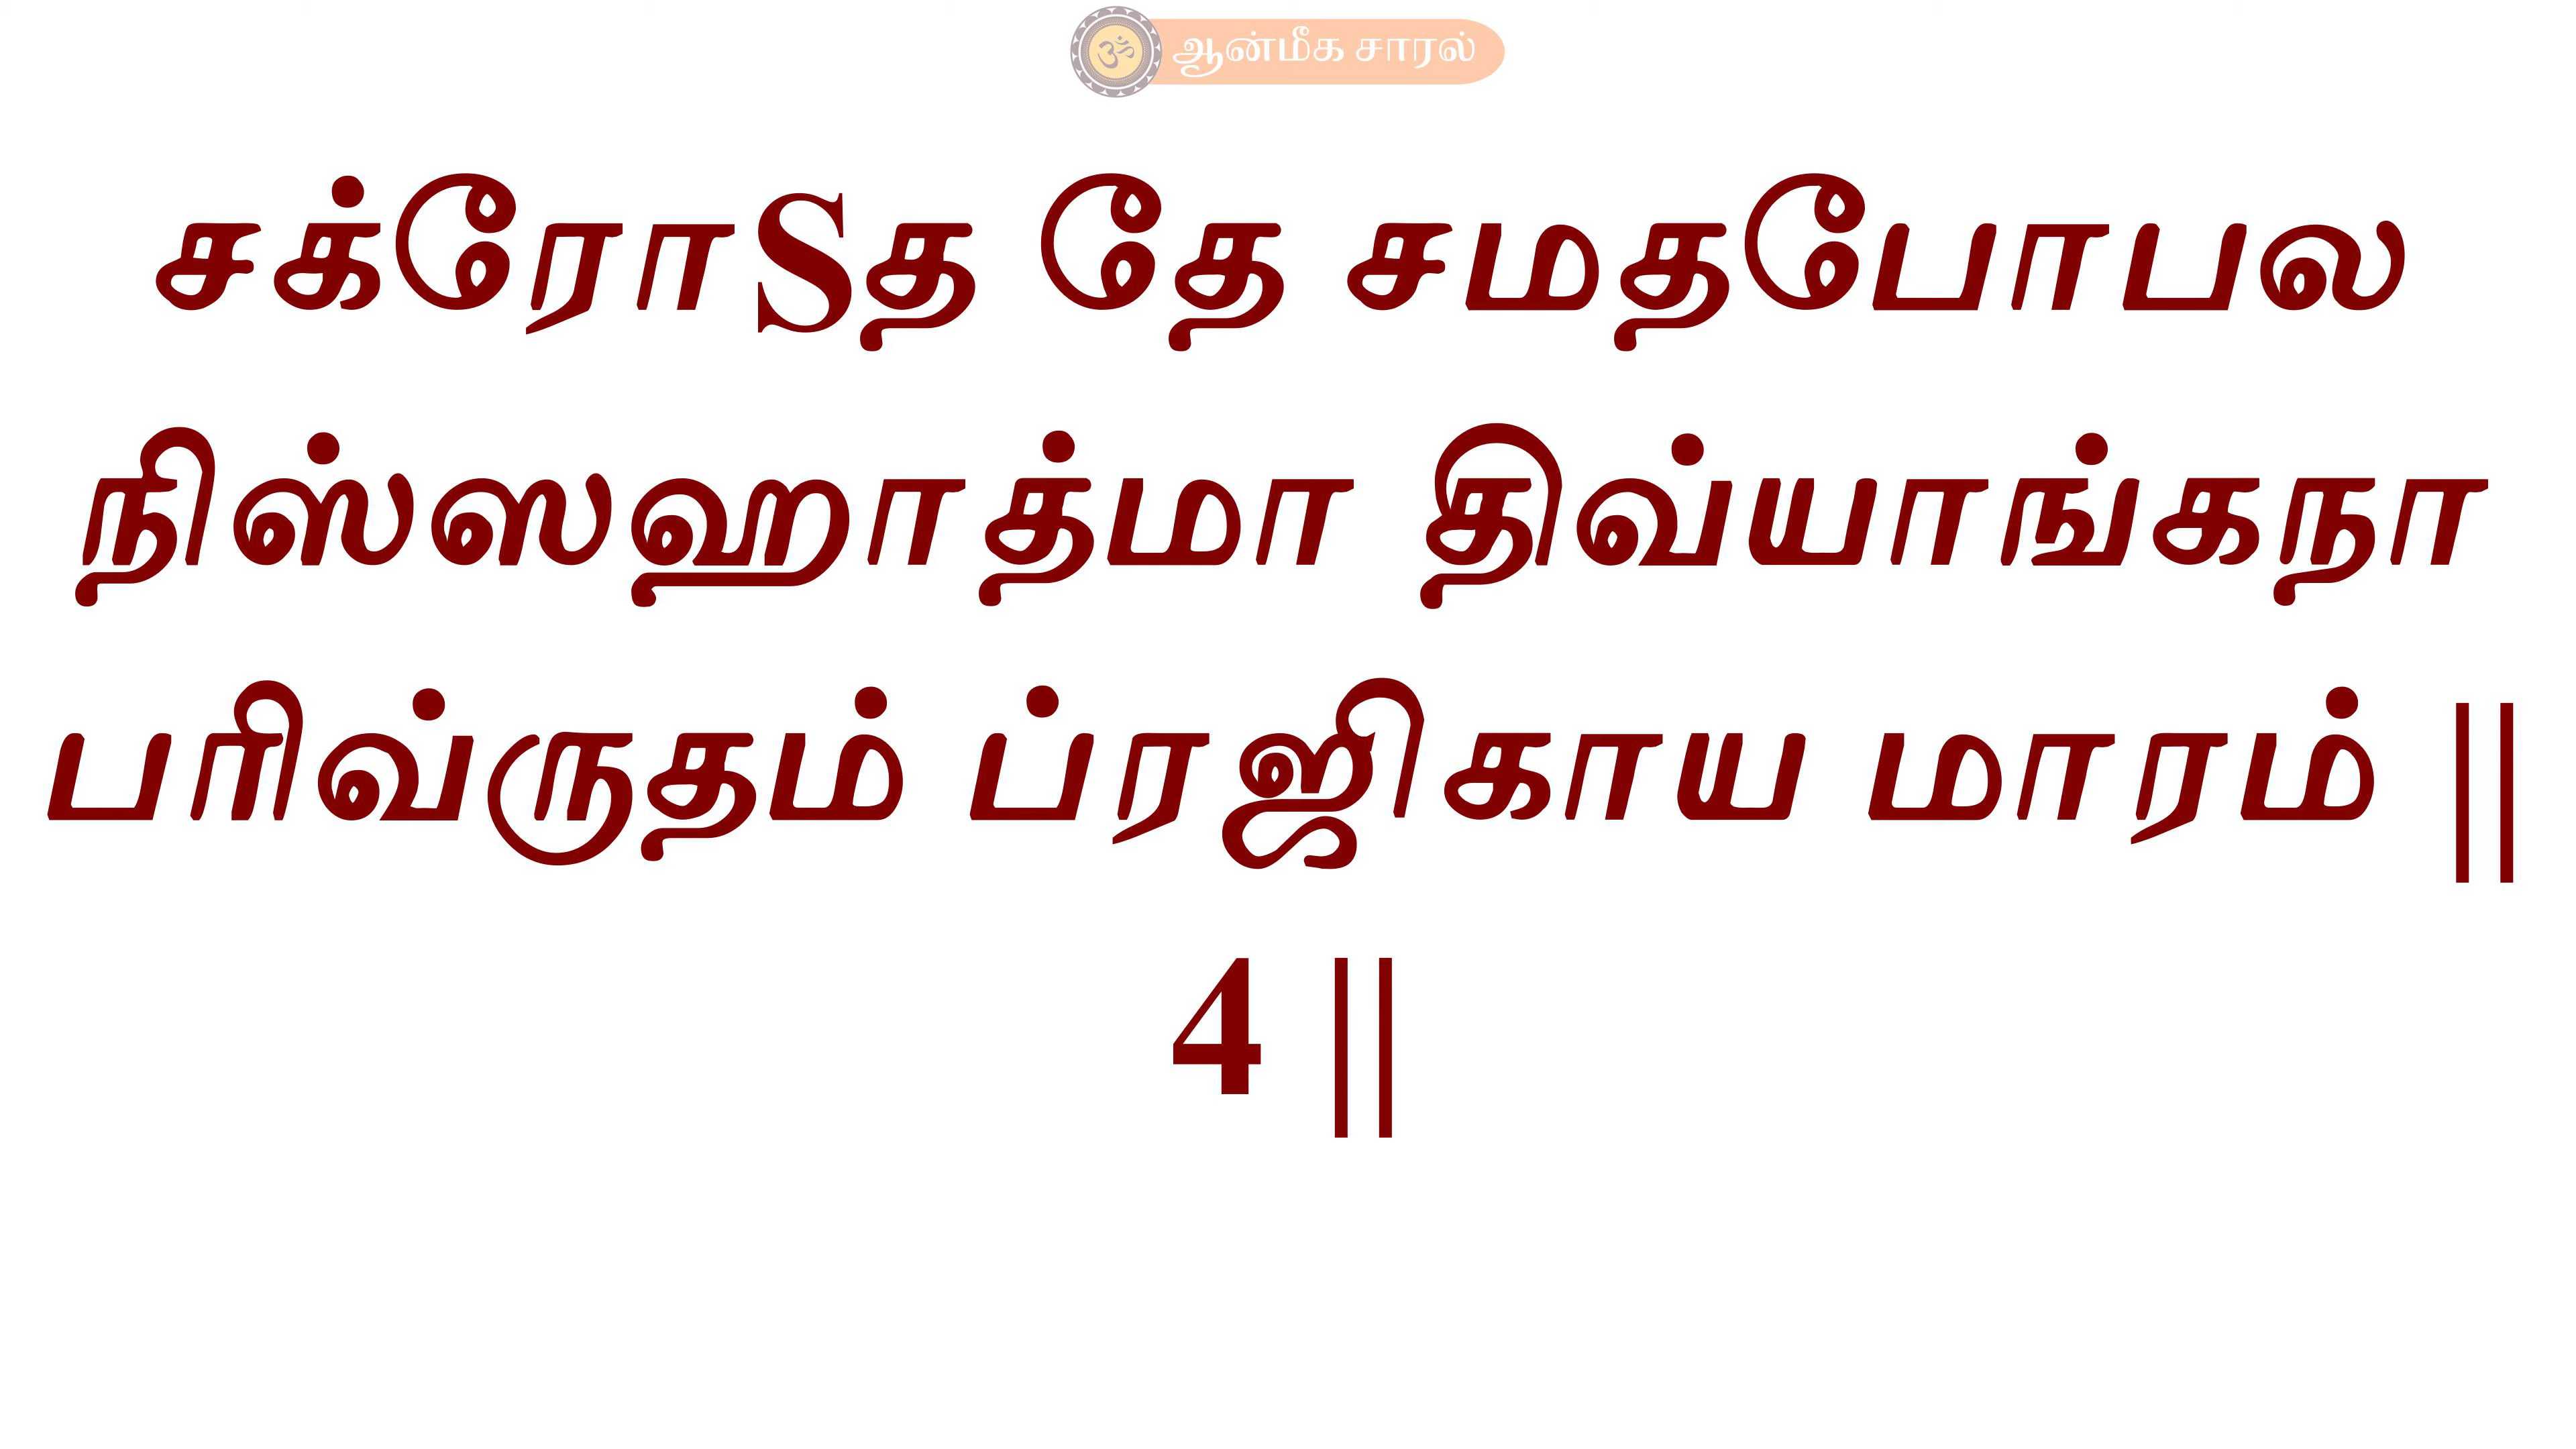 ஆன்மீக சாரல்
சக்ரோSத தே சமதபோபல
நிஸ்ஸஹாத்மா திவ்யாங்கநா
பரிவ்ருதம் ப்ரஜிகாய மாரம் ||
4 ||